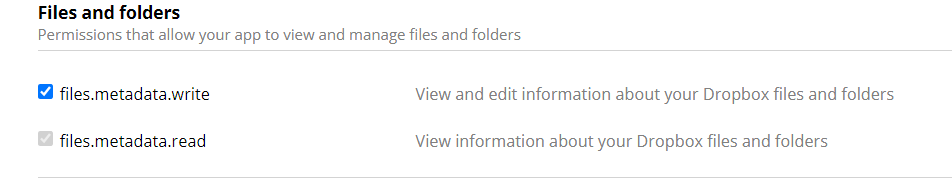 Files and folders
Permissions that allow your app to view and manage files and folders
files.metadata.write View and edit information about your Dropbox files and folders
files.metadata.read View information about your Dropbox files and folders